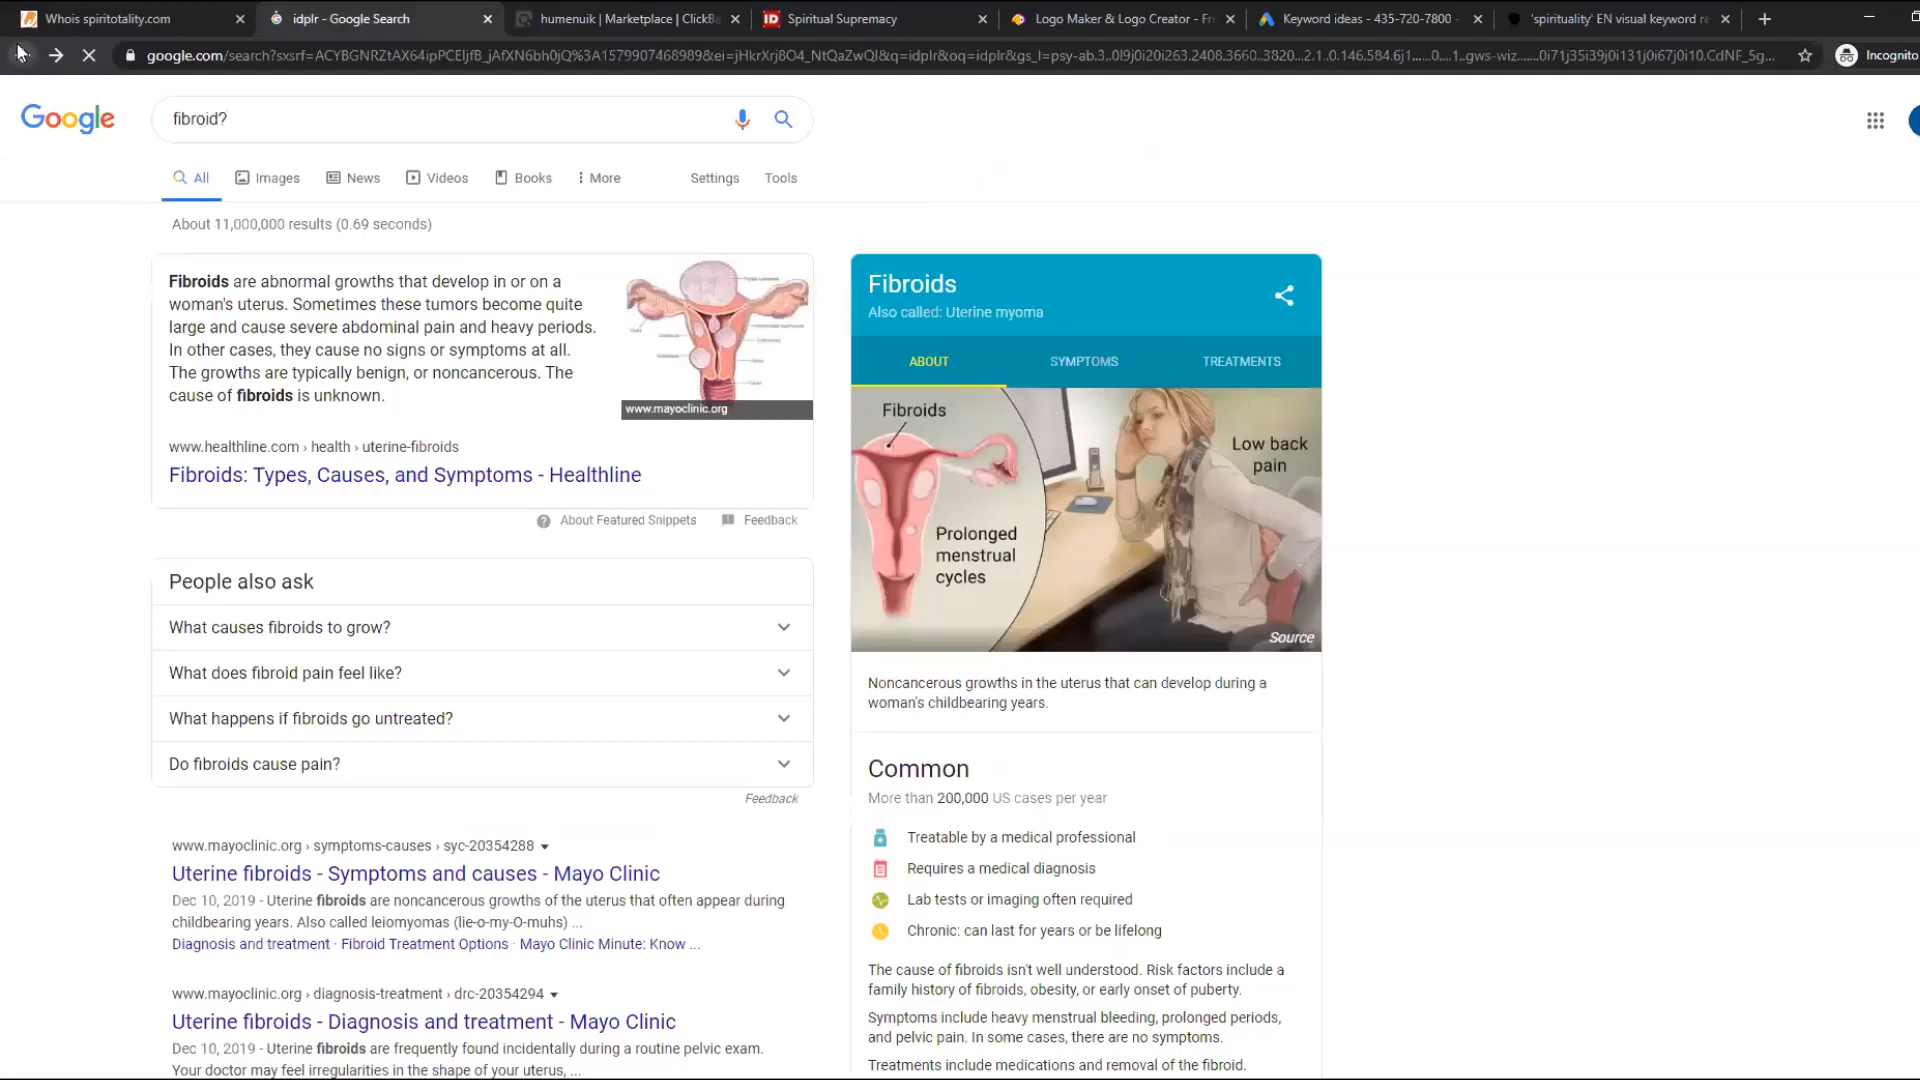 Whois spiritotality.com
idplr - Google Search
humenuik | Marketplace | ClickBa
Spiritual Supremacy
Logo Maker & Logo Creator - Fre
Keyword ideas - 435-720-7800 -
'spirituality' EN visual keyword re
google.com/search?sxsrf=ACYBGNRZtAX64ipPCEljfB_jAfXN6bh0jQ%3A1579907468989&ei=jHkrXrj8O4_NtQaZwQI&q=idplr&oq=idplr&gs_l=psy-ab.3..0l9j0i20i263.2408.3660..3820...2.1..0.146.584.6j1......0....1..gws-wiz.......0i71j35i39j0i131j0i67j0i10.CdNF_5g...
Incognito
Google
fibroid?
All
Images
News
Videos
Books
More
Settings
Tools
About 11,000,000 results (0.69 seconds)
Fibroids are abnormal growths that develop in or on a
woman's uterus. Sometimes these tumors become quite
large and cause severe abdominal pain and heavy periods.
In other cases, they cause no signs or symptoms at all.
The growths are typically benign, or noncancerous. The
cause of fibroids is unknown.
www.mayoclinic.org
www.healthline.com › health › uterine-fibroids
Fibroids: Types, Causes, and Symptoms - Healthline
About Featured Snippets
Feedback
People also ask
What causes fibroids to grow?
What does fibroid pain feel like?
What happens if fibroids go untreated?
Do fibroids cause pain?
Feedback
www.mayoclinic.org › symptoms-causes › syc-20354288
Uterine fibroids - Symptoms and causes - Mayo Clinic
Dec 10, 2019 - Uterine fibroids are noncancerous growths of the uterus that often appear during
childbearing years. Also called leiomyomas (lie-o-my-O-muhs) ...
Diagnosis and treatment · Fibroid Treatment Options · Mayo Clinic Minute: Know ...
www.mayoclinic.org › diagnosis-treatment › drc-20354294
Uterine fibroids - Diagnosis and treatment - Mayo Clinic
Dec 10, 2019 - Uterine fibroids are frequently found incidentally during a routine pelvic exam.
Your doctor may feel irregularities in the shape of your uterus, ...
Fibroids
Also called: Uterine myoma
ABOUT
SYMPTOMS
TREATMENTS
Fibroids
Low back
pain
Prolonged
menstrual
cycles
Source
Noncancerous growths in the uterus that can develop during a
woman's childbearing years.
Common
More than 200,000 US cases per year
Treatable by a medical professional
Requires a medical diagnosis
Lab tests or imaging often required
Chronic: can last for years or be lifelong
The cause of fibroids isn't well understood. Risk factors include a
family history of fibroids, obesity, or early onset of puberty.
Symptoms include heavy menstrual bleeding, prolonged periods,
and pelvic pain. In some cases, there are no symptoms.
Treatments include medications and removal of the fibroid.